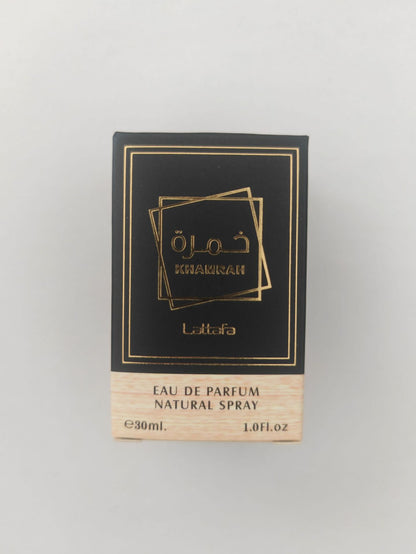 خمرة
KHAMRAH
Lattafa
EAU DE PARFUM
NATURAL SPRAY
℮30ml. 1.0Fl.oz